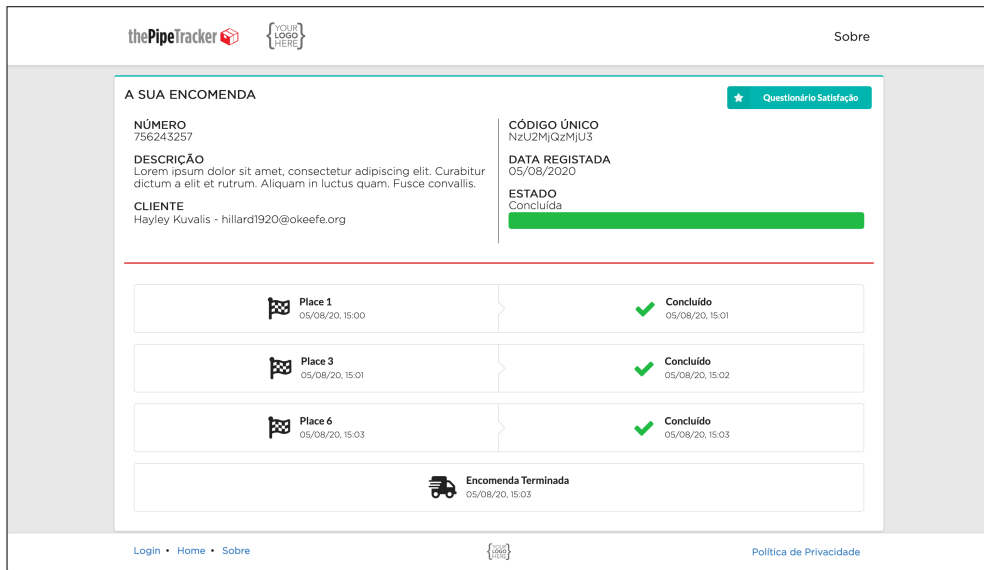 thePipeTracker
{YOUR
LOGO
HERE}
Sobre
A SUA ENCOMENDA
Questionário Satisfação
NÚMERO
756243257
DESCRIÇÃO
Lorem ipsum dolor sit amet, consectetur adipiscing elit. Curabitur
dictum a elit et rutrum. Aliquam in luctus quam. Fusce convallis.
CLIENTE
Hayley Kuvalis - hillard1920@okeefe.org
CÓDIGO ÚNICO
NzU2MjQzMjU3
DATA REGISTADA
05/08/2020
ESTADO
Concluída
Place 1
05/08/20, 15:00
Concluído
05/08/20, 15:01
Place 3
05/08/20, 15:01
Concluído
05/08/20, 15:02
Place 6
05/08/20, 15:03
Concluído
05/08/20, 15:03
Encomenda Terminada
05/08/20, 15:03
Login • Home • Sobre
{YOUR
LOGO
HERE}
Política de Privacidade